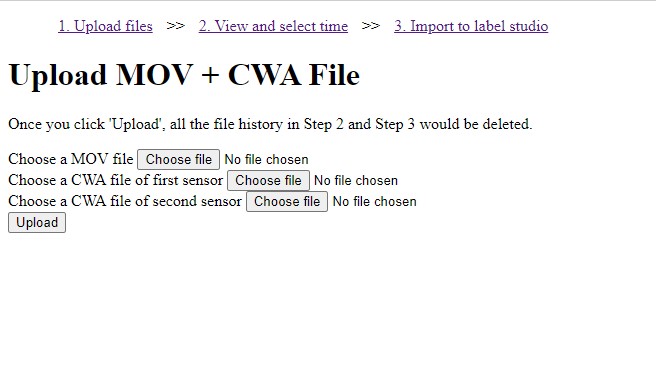 1. Upload files >> 2. View and select time >> 3. Import to label studio
Upload MOV + CWA File
Once you click 'Upload', all the file history in Step 2 and Step 3 would be deleted.
Choose a MOV file Choose file No file chosen
Choose a CWA file of first sensor Choose file No file chosen
Choose a CWA file of second sensor Choose file No file chosen
Upload